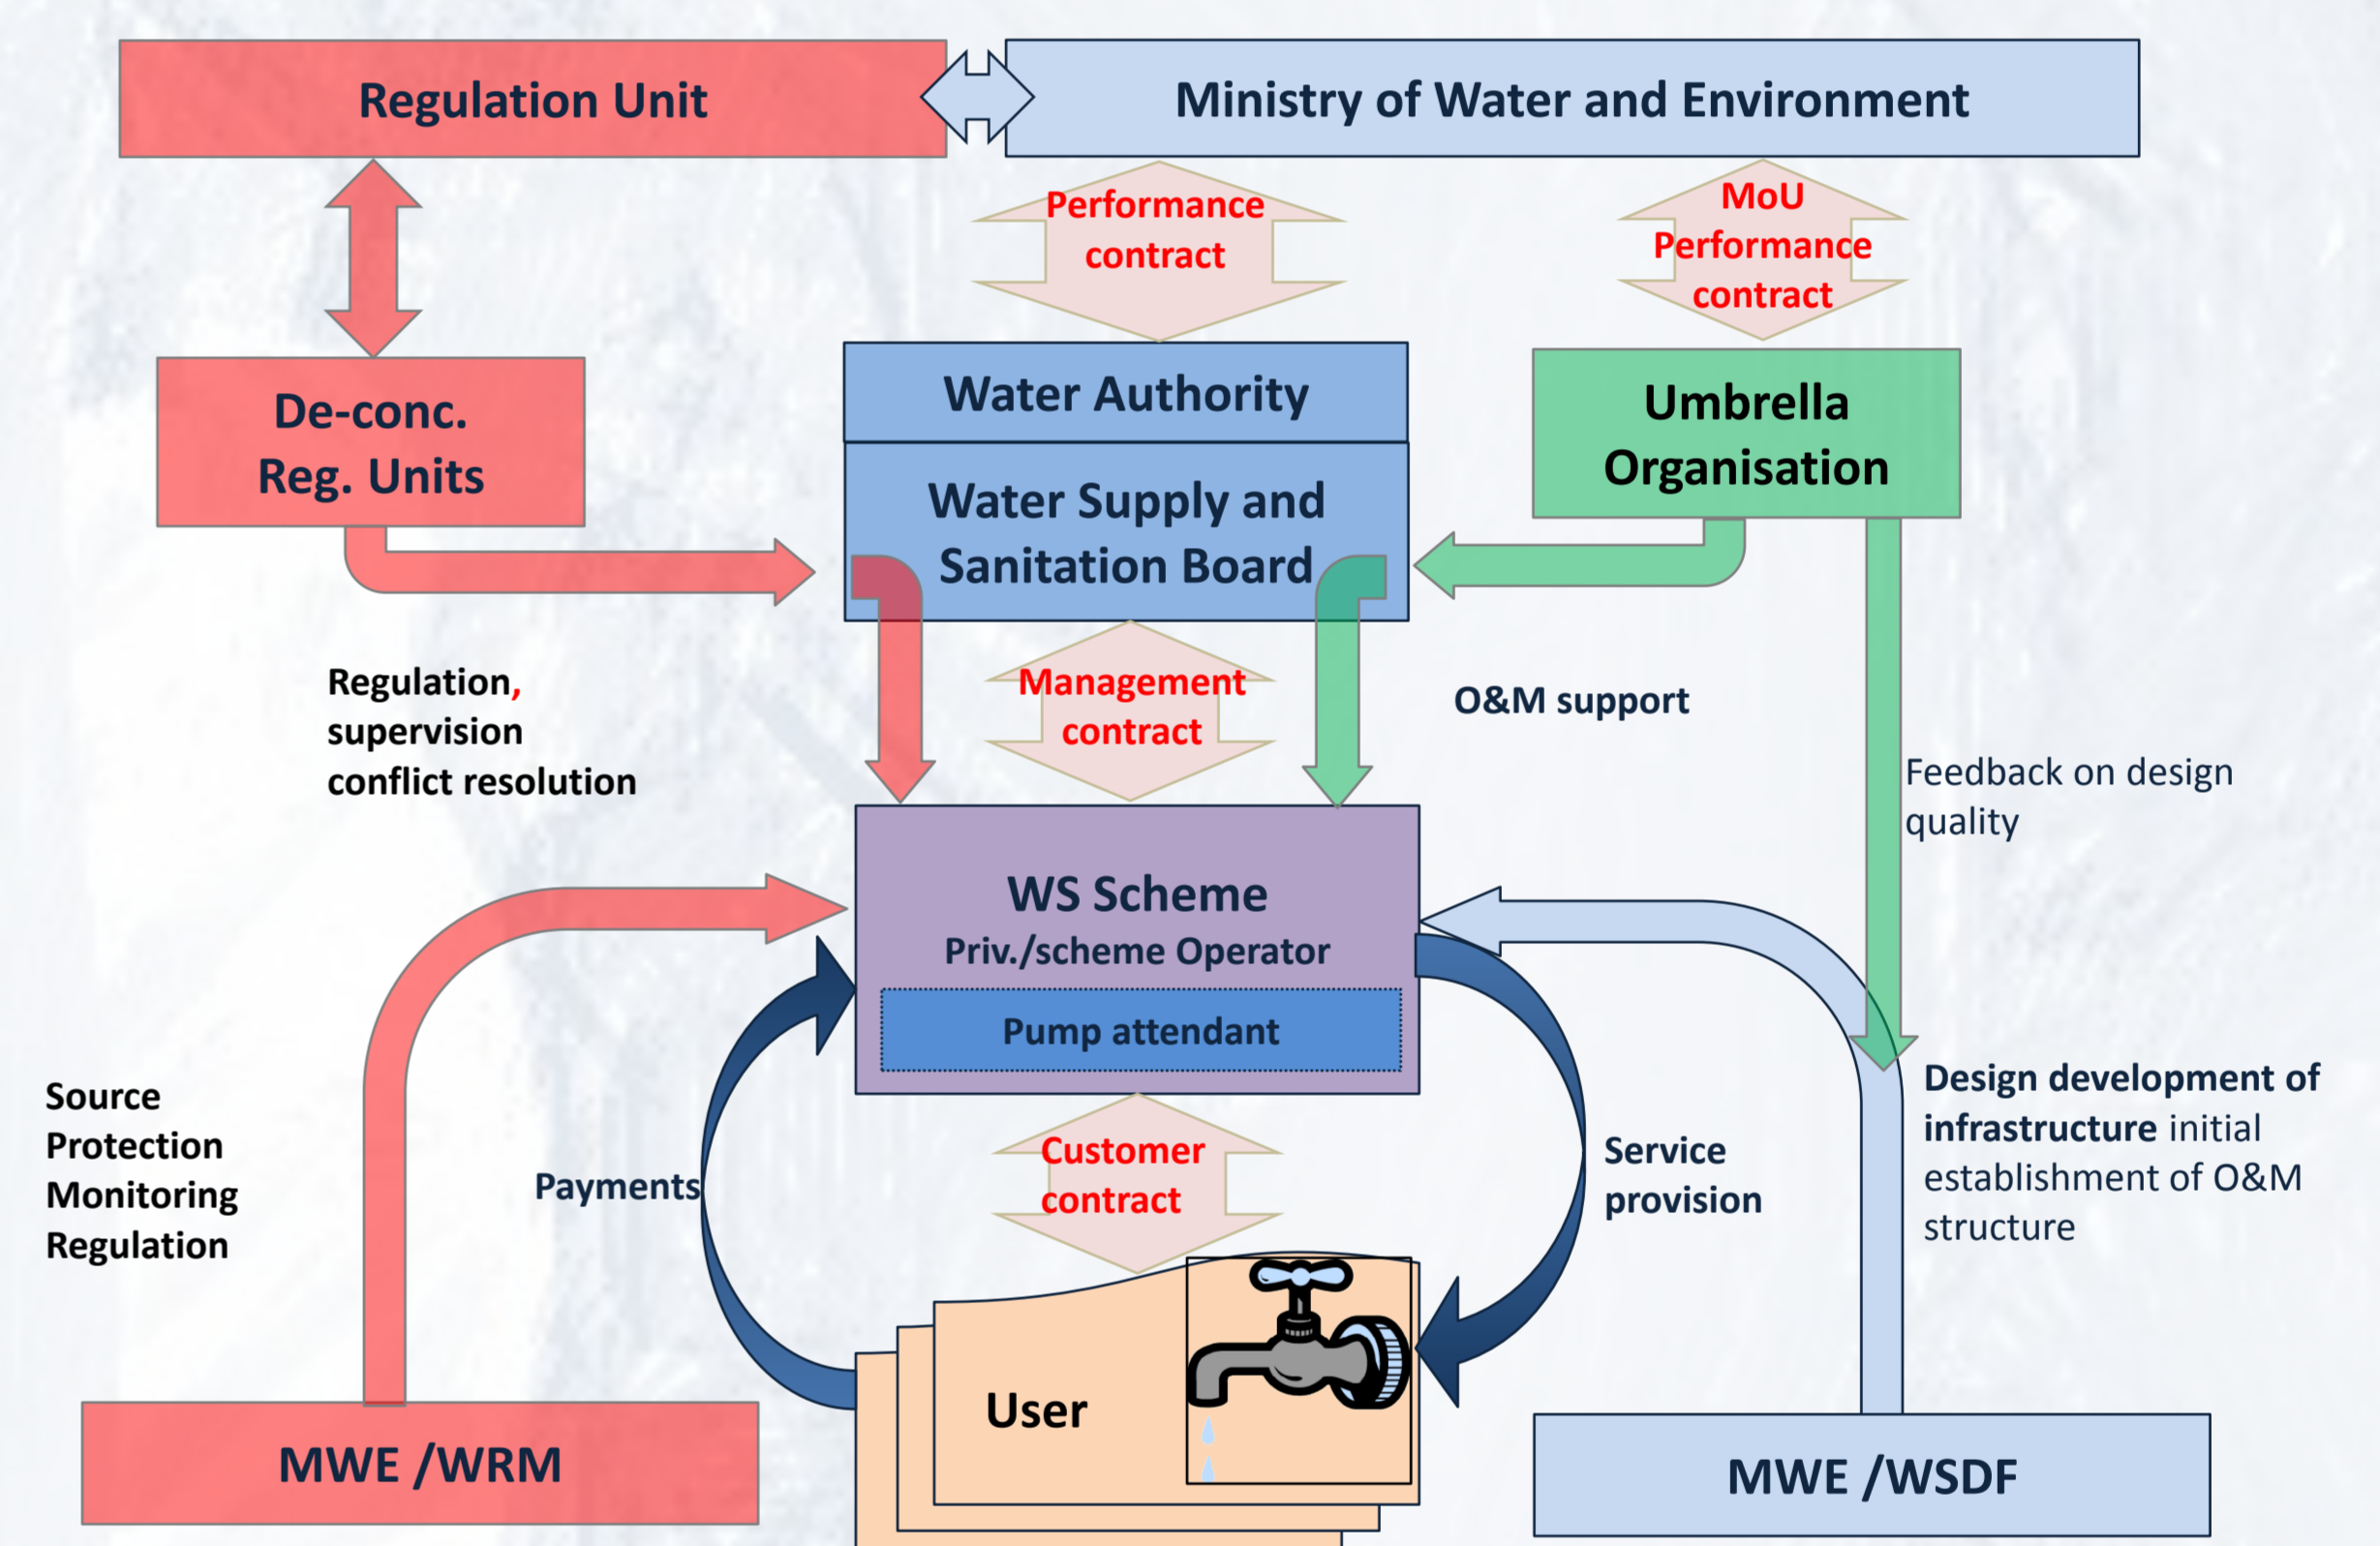 Regulation Unit
Ministry of Water and Environment
Performance
contract
MoU
Performance
contract
De-conc.
Reg. Units
Water Authority
Water Supply and
Sanitation Board
Umbrella
Organisation
Regulation,
supervision
conflict resolution
Management
contract
O&M support
Feedback on design
quality
WS Scheme
Priv./scheme Operator
Pump attendant
Source
Protection
Monitoring
Regulation
Payments
Customer
contract
Service
provision
Design development of
infrastructure initial
establishment of O&M
structure
User
MWE /WRM
MWE /WSDF